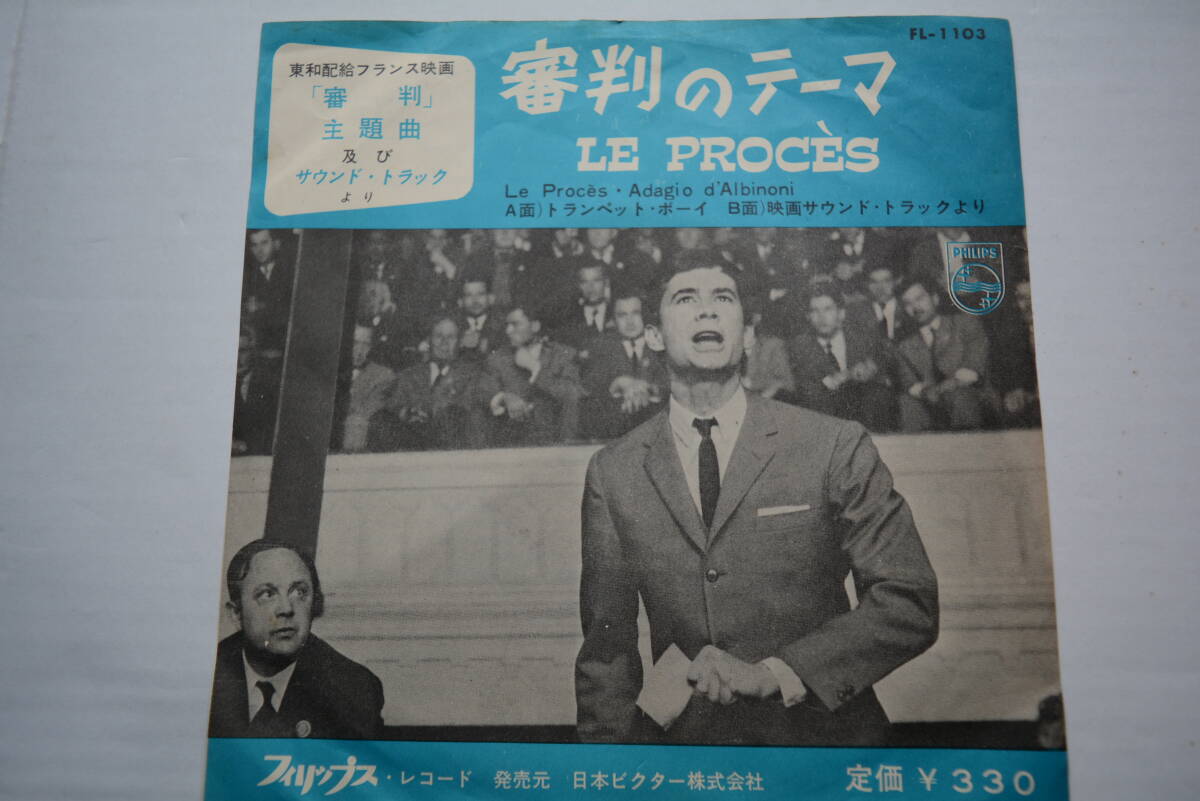 FL-1103
東和配給フランス映画
「審 判」
主題曲
及び
サウンド・トラック
より
審判のテーマ
LE PROCÈS
Le Procès・Adagio d'Albinoni
A面)トランペット・ボーイ B面)映画サウンド・トラックより
PHILIPS
フィリップス・レコード 発売元 日本ビクター株式会社 定価 ¥330